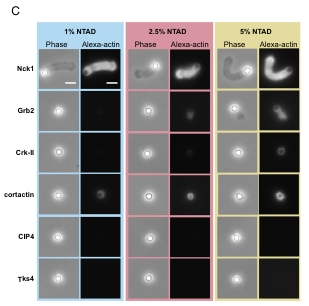 C
1% NTAD 2.5% NTAD 5% NTAD
Phase Alexa-actin Phase Alexa-actin Phase Alexa-actin
Nck1
Grb2
Crk-II
cortactin
CIP4
Tks4